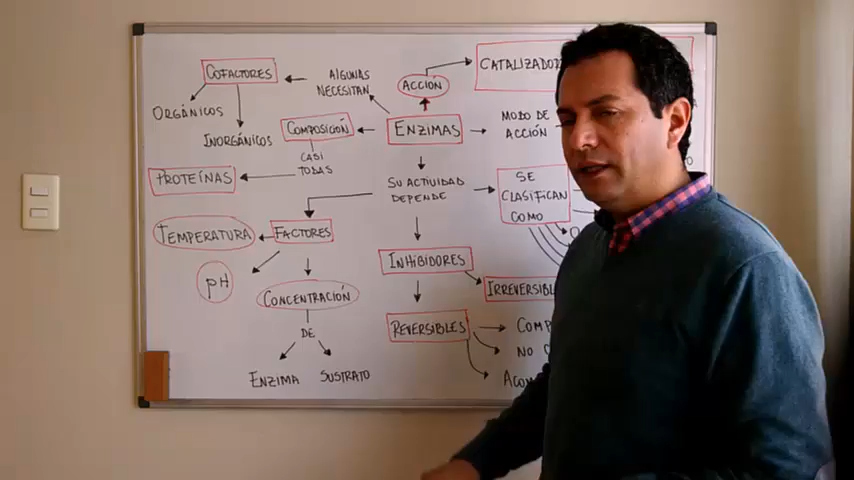 COFACTORES
ALGUNAS
NECESITAN
ACCIÓN
ORGÁNICOS
INORGÁNICOS
COMPOSICIÓN
ENZIMAS
MODO DE
ACCIÓN
CASI
TODAS
PROTEÍNAS
SU ACTIVIDAD
DEPENDE
SE
CLASIFICAN
COMO
TEMPERATURA
FACTORES
INHIBIDORES
pH
CONCENTRACIÓN
REVERSIBLES
DE
NO
ENZIMA
SUSTRATO